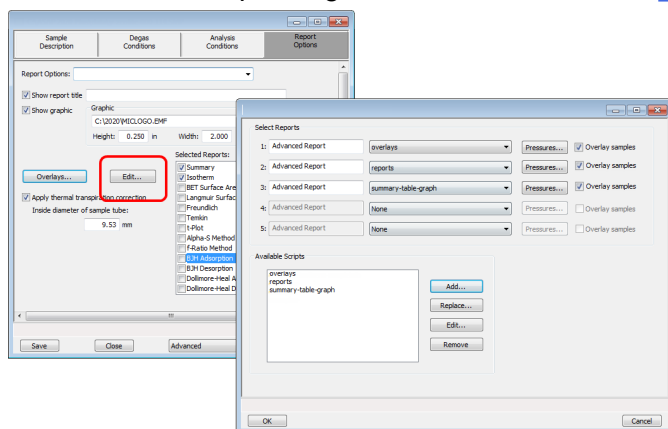 Sample
Description
Degas
Conditions
Analysis
Conditions
Report
Options
Report Options:
Show report title
Show graphic
Graphic
C:\2020\MICLOGO.EMF
Height: 0.250 in Width: 2.000
Selected Reports:
Overlays... Edit...
Summary
Isotherm
BET Surface Are
Langmuir Surfac
Freundlich
Temkin
t-Plot
Alpha-S Method
f-Ratio Method
BJH Adsorption
BJH Desorption
Dollimore-Heal A
Dollimore-Heal D
Apply thermal transpiration correction
Inside diameter of sample tube:
9.53 mm
Save Close Advanced
Select Reports
1: Advanced Report overlays Pressures... Overlay samples
2: Advanced Report reports Pressures... Overlay samples
3: Advanced Report summary-table-graph Pressures... Overlay samples
4: Advanced Report None Pressures... Overlay samples
5: Advanced Report None Pressures... Overlay samples
Available Scripts
overlays
reports
summary-table-graph
Add...
Replace...
Edit...
Remove
OK Cancel